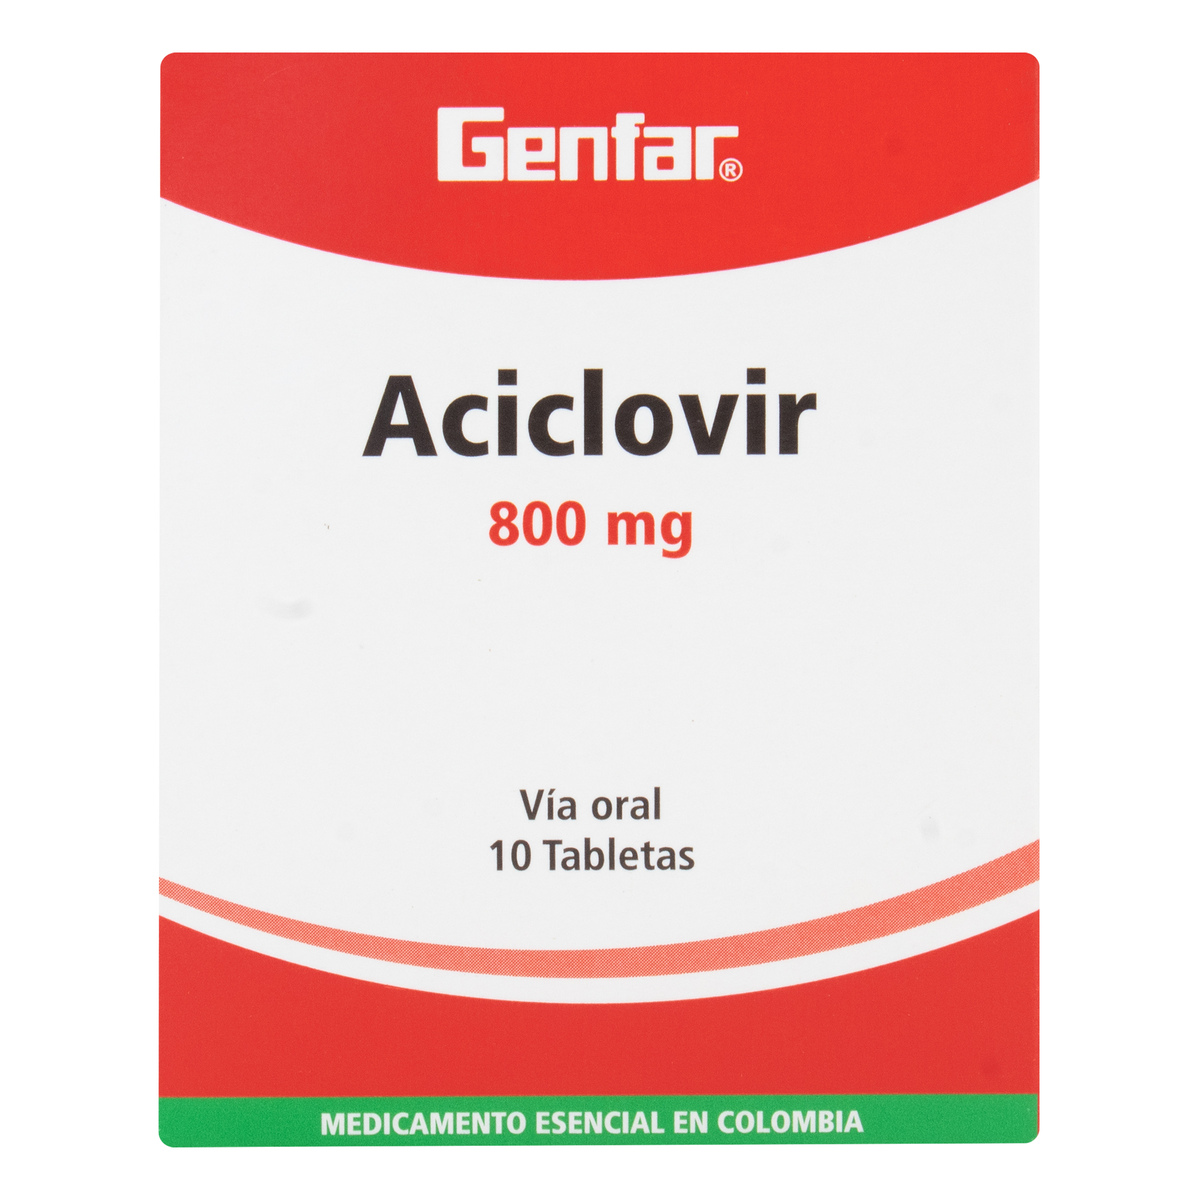 Genfar®
Aciclovir
800 mg
Vía oral
10 Tabletas
MEDICAMENTO ESENCIAL EN COLOMBIA